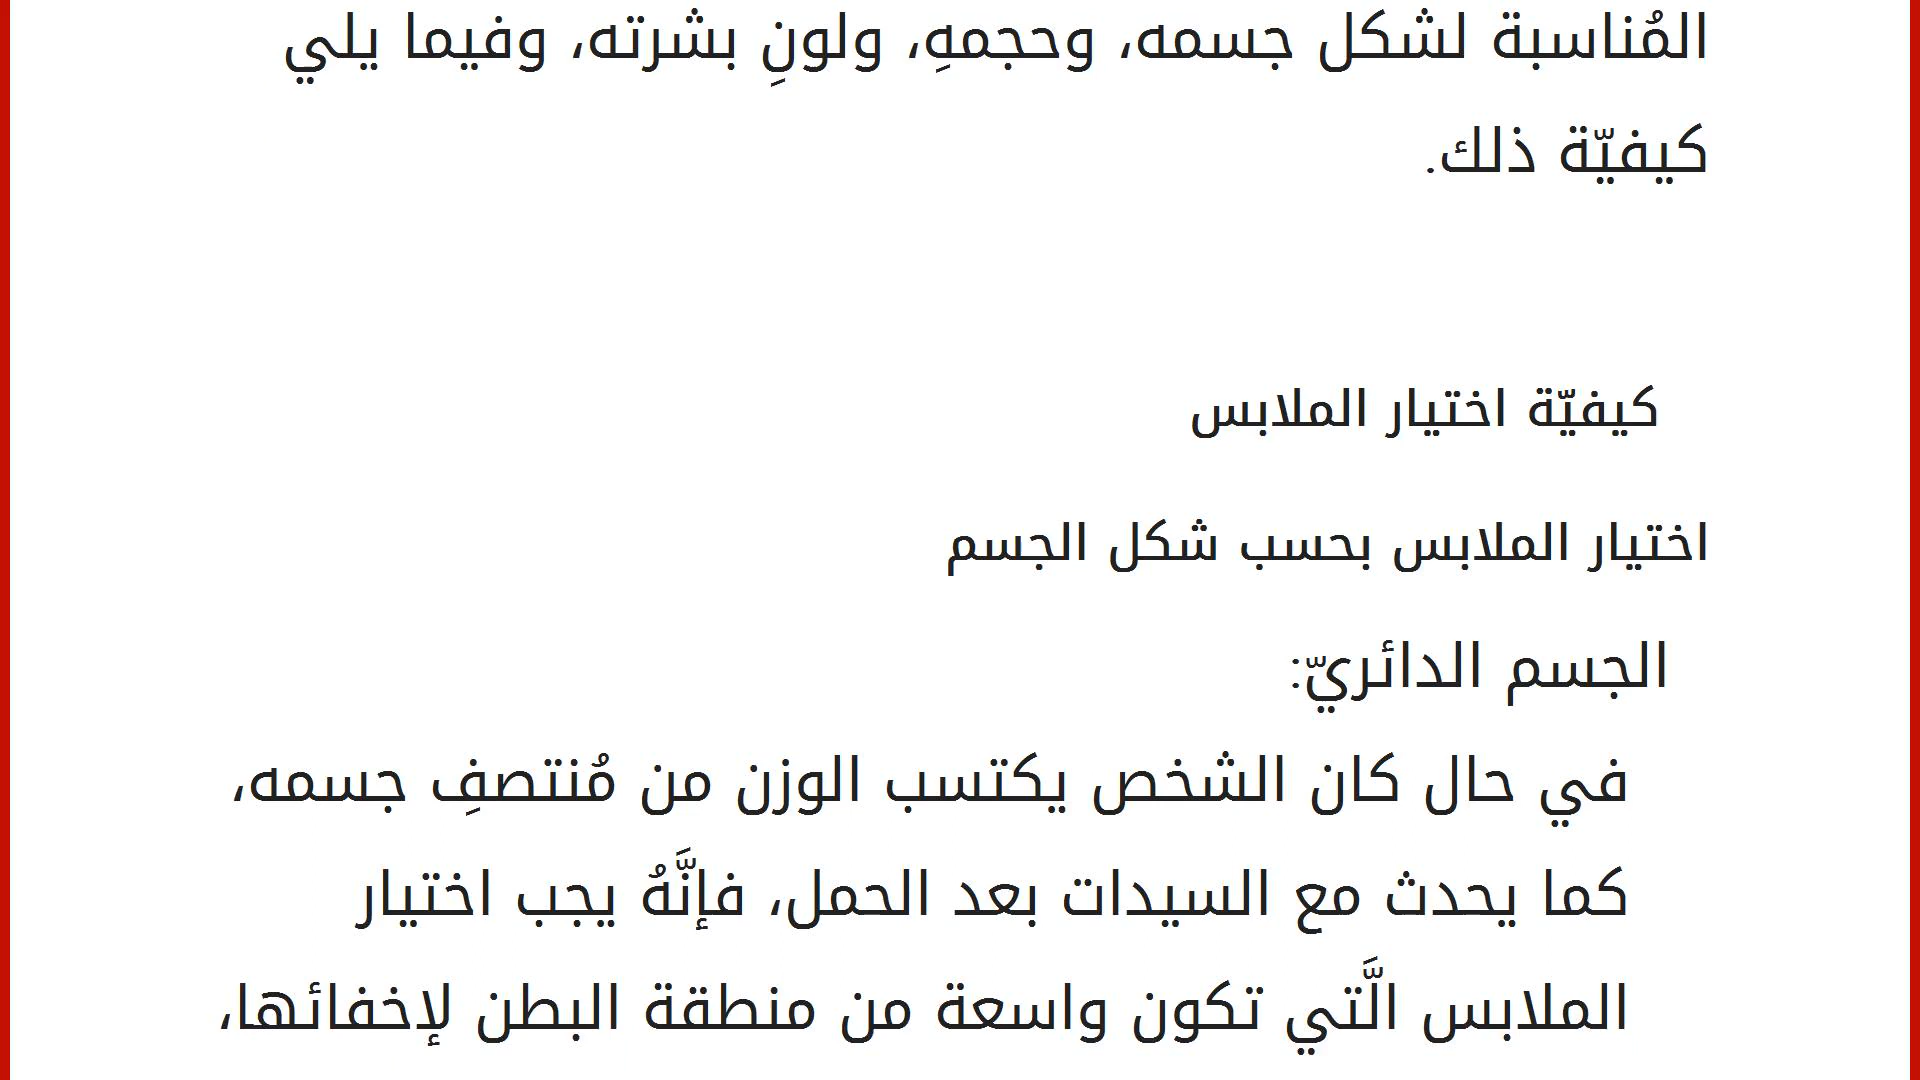 المُناسبة لشكل جسمه، وحجمهِ، ولونِ بشرته، وفيما يلي
كيفيّة ذلك.
كيفيّة اختيار الملابس
اختيار الملابس بحسب شكل الجسم
الجسم الدائريّ:
في حال كان الشخص يكتسب الوزن من مُنتصفِ جسمه،
كما يحدث مع السيدات بعد الحمل، فإنَّهُ يجب اختيار
الملابس الَّتي تكون واسعة من منطقة البطن لإخفائها،